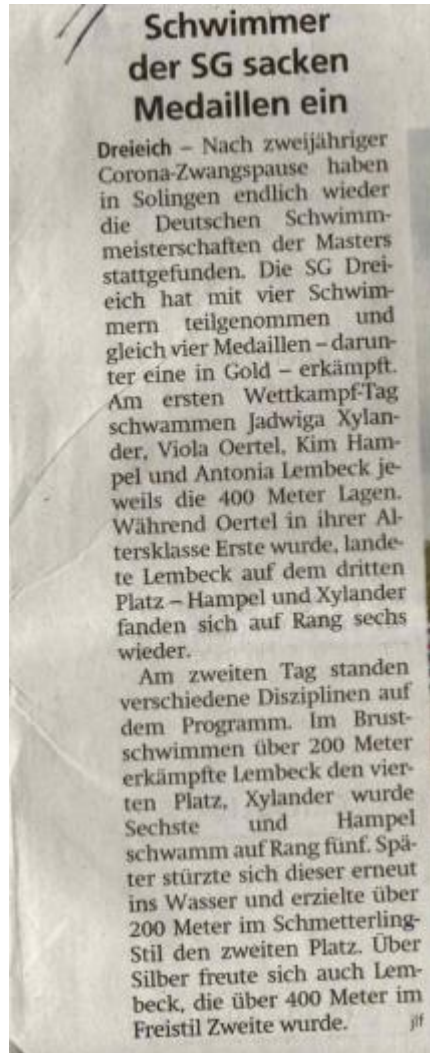 Schwimmer
der SG sacken
Medaillen ein
Dreieich – Nach zweijähriger
Corona-Zwangspause haben
in Solingen endlich wieder
die Deutschen Schwimm-
meisterschaften der Masters
stattgefunden. Die SG Drei-
eich hat mit vier Schwim-
mern teilgenommen und
gleich vier Medaillen – darun-
ter eine in Gold – erkämpft.
Am ersten Wettkampf-Tag
schwammen Jadwiga Xylan-
der, Viola Oertel, Kim Ham-
pel und Antonia Lembeck je-
weils die 400 Meter Lagen.
Während Oertel in ihrer Al-
tersklasse Erste wurde, lande-
te Lembeck auf dem dritten
Platz – Hampel und Xylander
fanden sich auf Rang sechs
wieder.
Am zweiten Tag standen
verschiedene Disziplinen auf
dem Programm. Im Brust-
schwimmen über 200 Meter
erkämpfte Lembeck den vier-
ten Platz, Xylander wurde
Sechste und Hampel
schwamm auf Rang fünf. Spä-
ter stürzte sich dieser erneut
ins Wasser und erzielte über
200 Meter im Schmetterling-
Stil den zweiten Platz. Über
Silber freute sich auch Lem-
beck, die über 400 Meter im
Freistil Zweite wurde. jlf